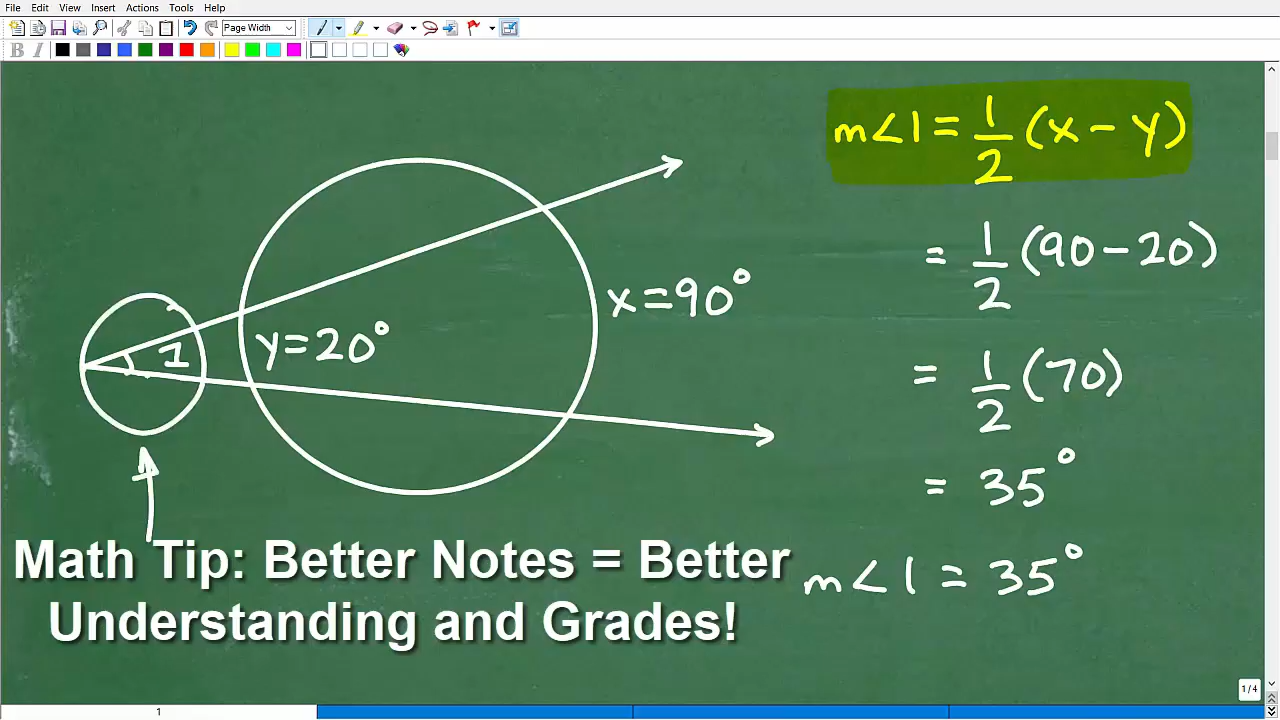 File Edit View Insert Actions Tools Help
Page Width
B I
m∠1 = 1/2 (x - y)
= 1/2 (90 - 20)
x = 90°
y = 20°
1
= 1/2 (70)
= 35°
Math Tip: Better Notes = Better
Understanding and Grades!
m∠1 = 35°
1/4
1